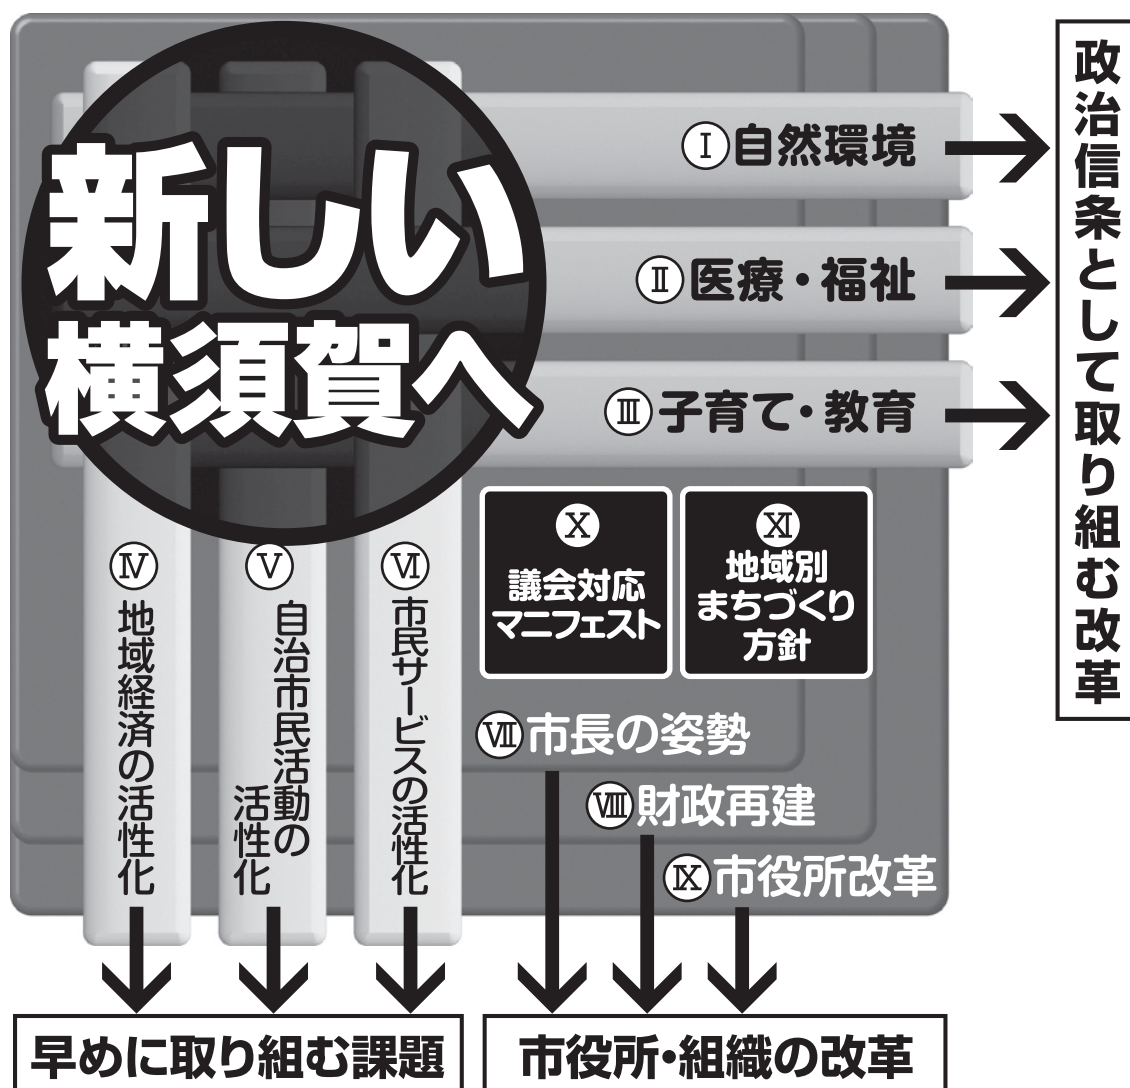 新しい
横須賀へ
Ⅰ自然環境
Ⅱ医療・福祉
Ⅲ子育て・教育
政治信条として取り組む改革
Ⅳ地域経済の活性化
Ⅴ自治市民活動の
活性化
Ⅵ市民サービスの活性化
Ⅹ
議会対応
マニフェスト
Ⅺ
地域別
まちづくり
方針
Ⅶ市長の姿勢
Ⅷ財政再建
Ⅸ市役所改革
早めに取り組む課題
市役所・組織の改革